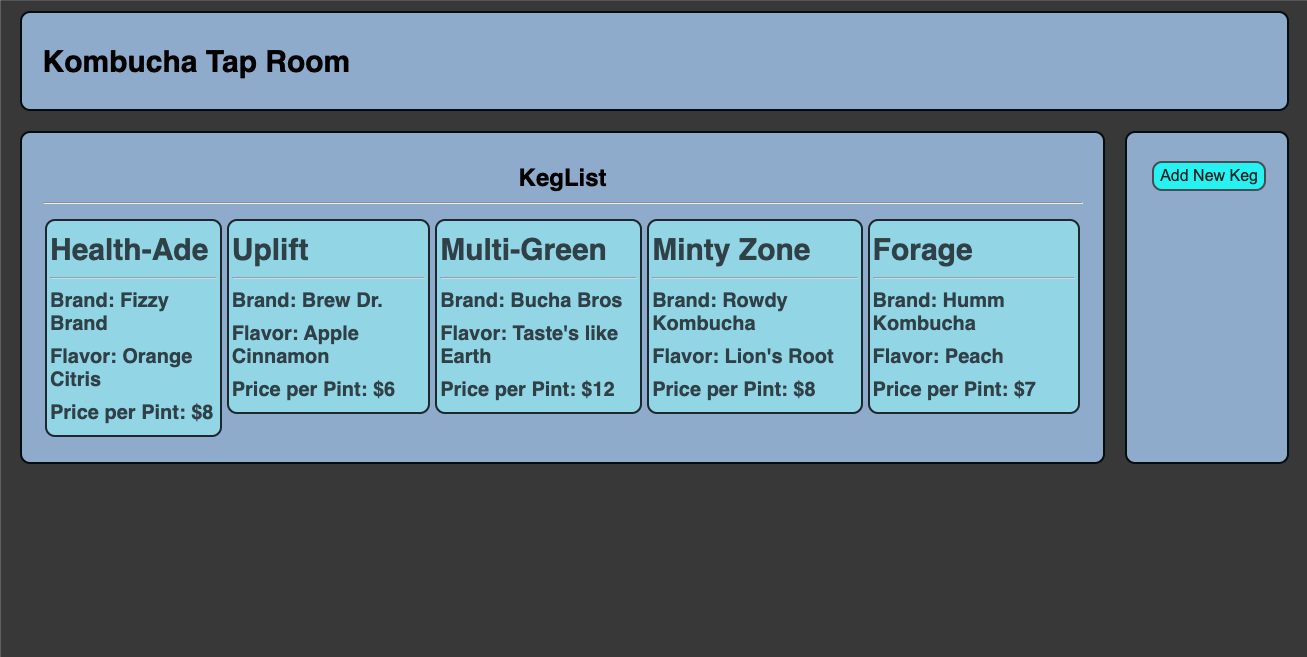 Kombucha Tap Room
KegList
Add New Keg
Health-Ade
Brand: Fizzy
Brand
Flavor: Orange
Citris
Price per Pint: $8
Uplift
Brand: Brew Dr.
Flavor: Apple
Cinnamon
Price per Pint: $6
Multi-Green
Brand: Bucha Bros
Flavor: Taste's like
Earth
Price per Pint: $12
Minty Zone
Brand: Rowdy
Kombucha
Flavor: Lion's Root
Price per Pint: $8
Forage
Brand: Humm
Kombucha
Flavor: Peach
Price per Pint: $7